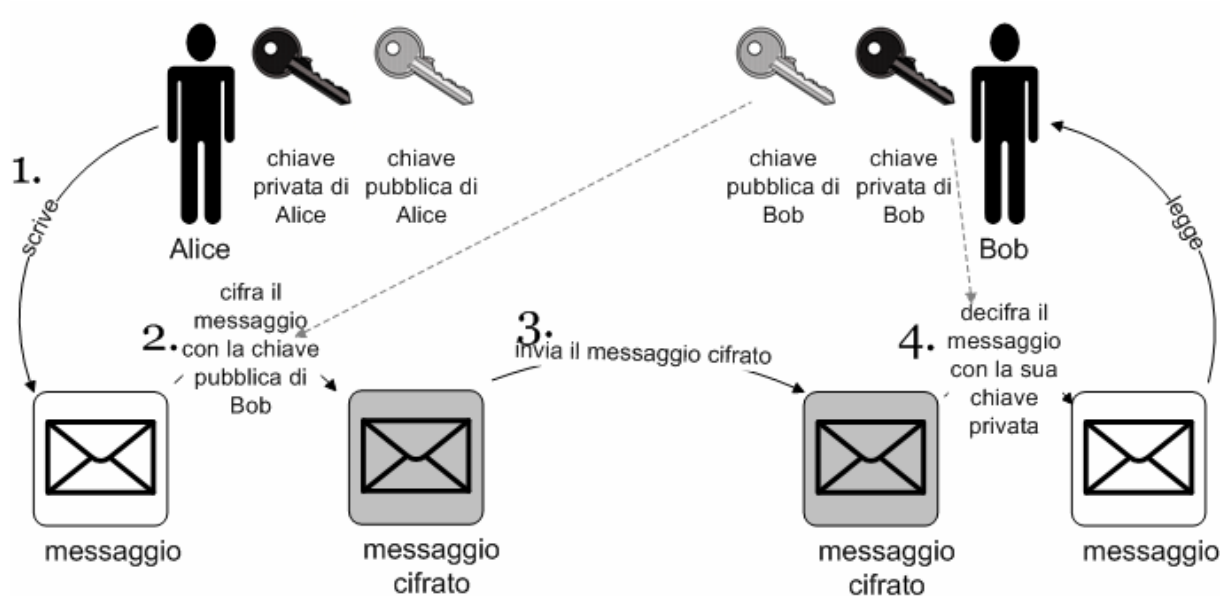 chiave
privata di
Alice
chiave
pubblica di
Alice
chiave
pubblica di
Bob
chiave
privata di
Bob
Alice
Bob
1.
scrive
2.
cifra il
messaggio
con la chiave
pubblica di
Bob
3.
invia il messaggio cifrato
4.
decifra il
messaggio
con la sua
chiave
privata
legge
messaggio
messaggio
cifrato
messaggio
cifrato
messaggio